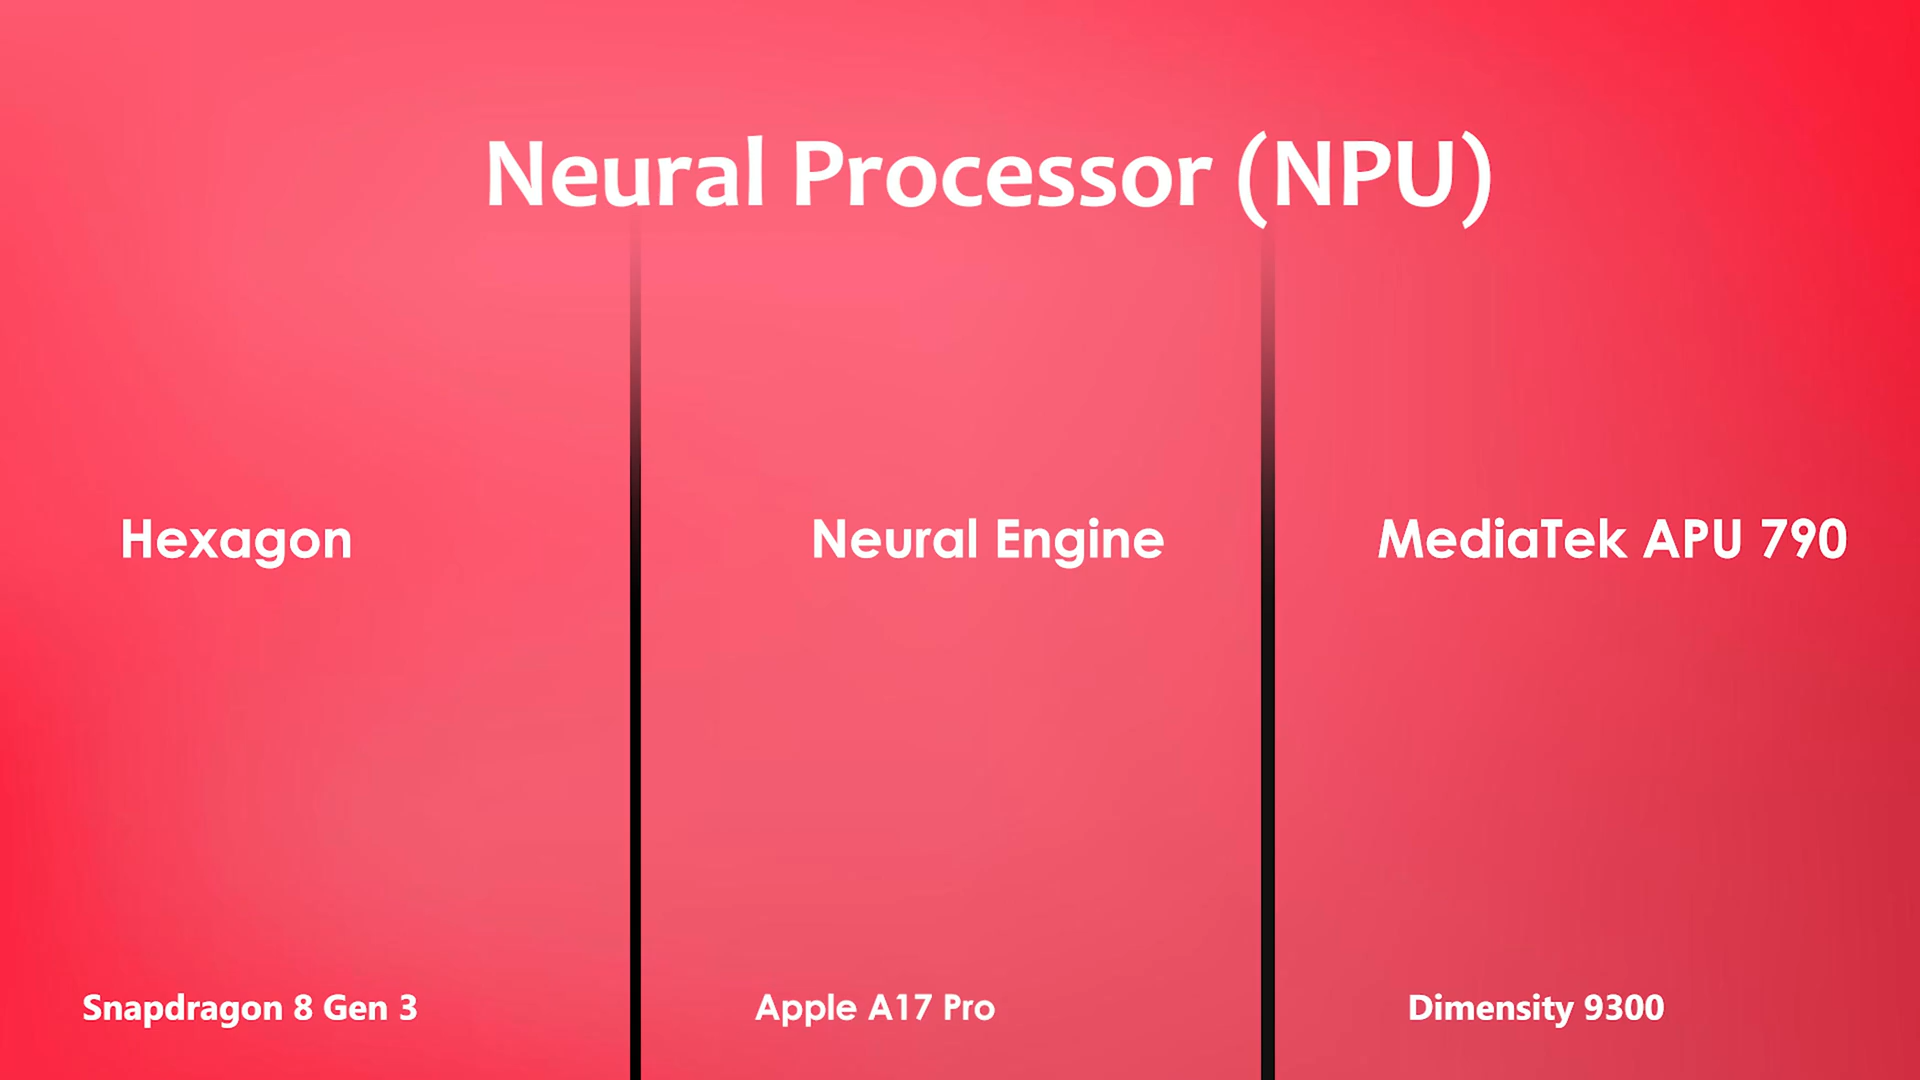 Neural Processor (NPU)
Hexagon
Neural Engine
MediaTek APU 790
Snapdragon 8 Gen 3
Apple A17 Pro
Dimensity 9300